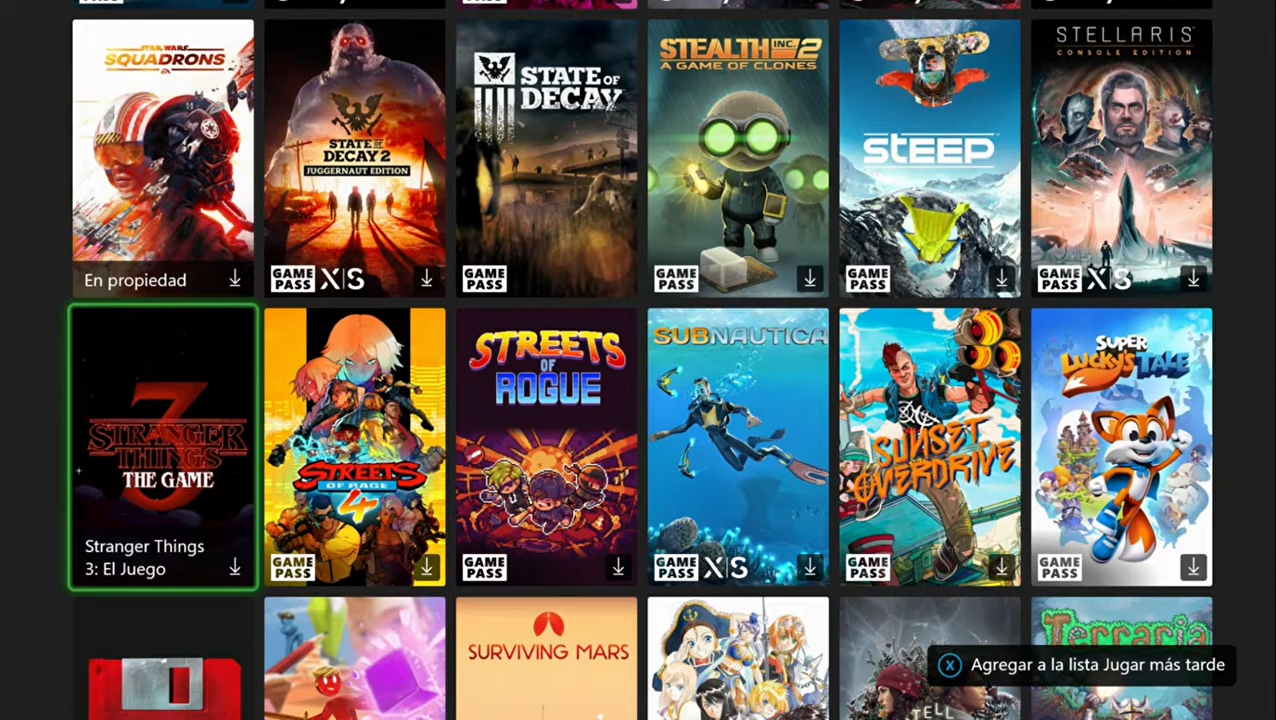 STAR WARS
SQUADRONS
EA
En propiedad
STATE OF
DECAY 2
JUGGERNAUT EDITION
GAME
PASS
X|S
STATE OF
DECAY
GAME
PASS
STEALTH INC. 2
A GAME OF CLONES
GAME
PASS
STEEP
GAME
PASS
STELLARIS
CONSOLE EDITION
GAME
PASS
X|S
3
STRANGER
THINGS
THE GAME
Stranger Things
3: El Juego
STREETS
OF RAGE
4
GAME
PASS
STREETS
OF
ROGUE
GAME
PASS
SUBNAUTICA
GAME
PASS
X|S
SUNSET
OVERDRIVE
GAME
PASS
SUPER
LUCKY'S TALE
GAME
PASS
SURVIVING MARS
TELL
Terraria
X Agregar a la lista Jugar más tarde